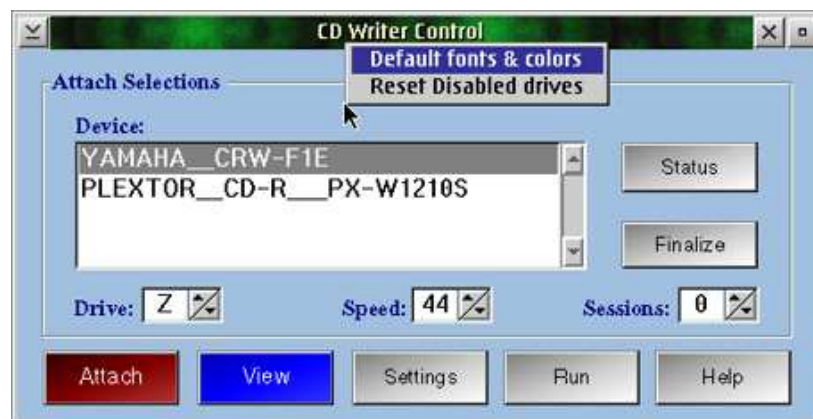 CD Writer Control
Default fonts & colors
Reset Disabled drives
Attach Selections
Device:
YAMAHA__CRW-F1E
PLEXTOR__CD-R___PX-W1210S
Status
Finalize
Drive: Z Speed: 44 Sessions: 0
Attach View Settings Run Help